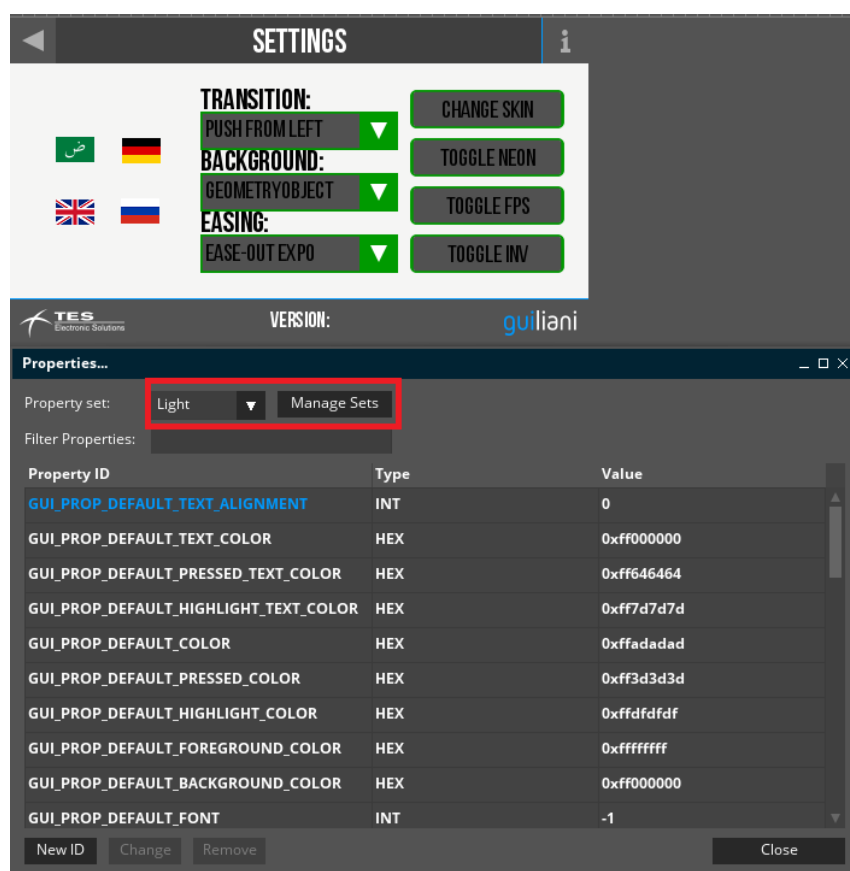 SETTINGS i
TRANSITION:
PUSH FROM LEFT
BACKGROUND:
GEOMETRYOBJECT
EASING:
EASE-OUT EXPO
CHANGE SKIN
TOGGLE NEON
TOGGLE FPS
TOGGLE INV
ض
TES
Electronic Solutions
VERSION:
guiliani
Properties...
Property set: Light Manage Sets
Filter Properties:
Property ID Type Value
GUI_PROP_DEFAULT_TEXT_ALIGNMENT INT 0
GUI_PROP_DEFAULT_TEXT_COLOR HEX 0xff000000
GUI_PROP_DEFAULT_PRESSED_TEXT_COLOR HEX 0xff646464
GUI_PROP_DEFAULT_HIGHLIGHT_TEXT_COLOR HEX 0xff7d7d7d
GUI_PROP_DEFAULT_COLOR HEX 0xffadadad
GUI_PROP_DEFAULT_PRESSED_COLOR HEX 0xff3d3d3d
GUI_PROP_DEFAULT_HIGHLIGHT_COLOR HEX 0xffdfdfdf
GUI_PROP_DEFAULT_FOREGROUND_COLOR HEX 0xffffffff
GUI_PROP_DEFAULT_BACKGROUND_COLOR HEX 0xff000000
GUI_PROP_DEFAULT_FONT INT -1
New ID Change Remove Close